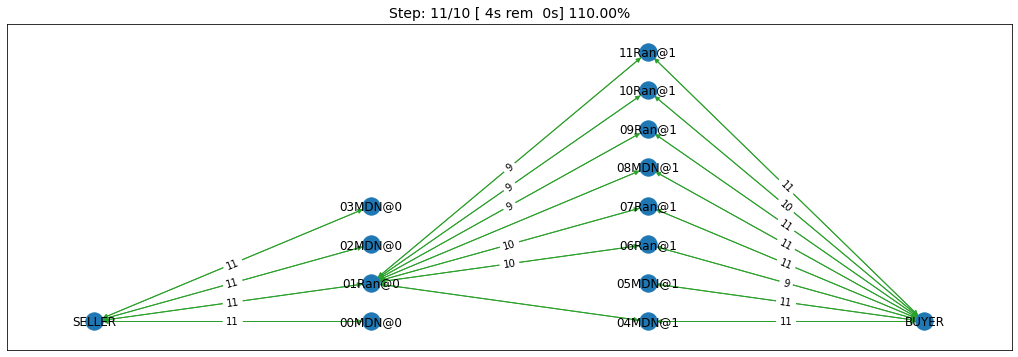 Step: 11/10 [ 4s rem  0s] 110.00%
11Ran@1
10Ran@1
09Ran@1
9
08MDN@1
9
11
03MDN@0
9
07Ran@1
10
11
02MDN@0
10
06Ran@1
11
11
10
11
01Ran@0
05MDN@1
9
11
11
SELLER
11
00MDN@0
04MDN@1
11
BUYER